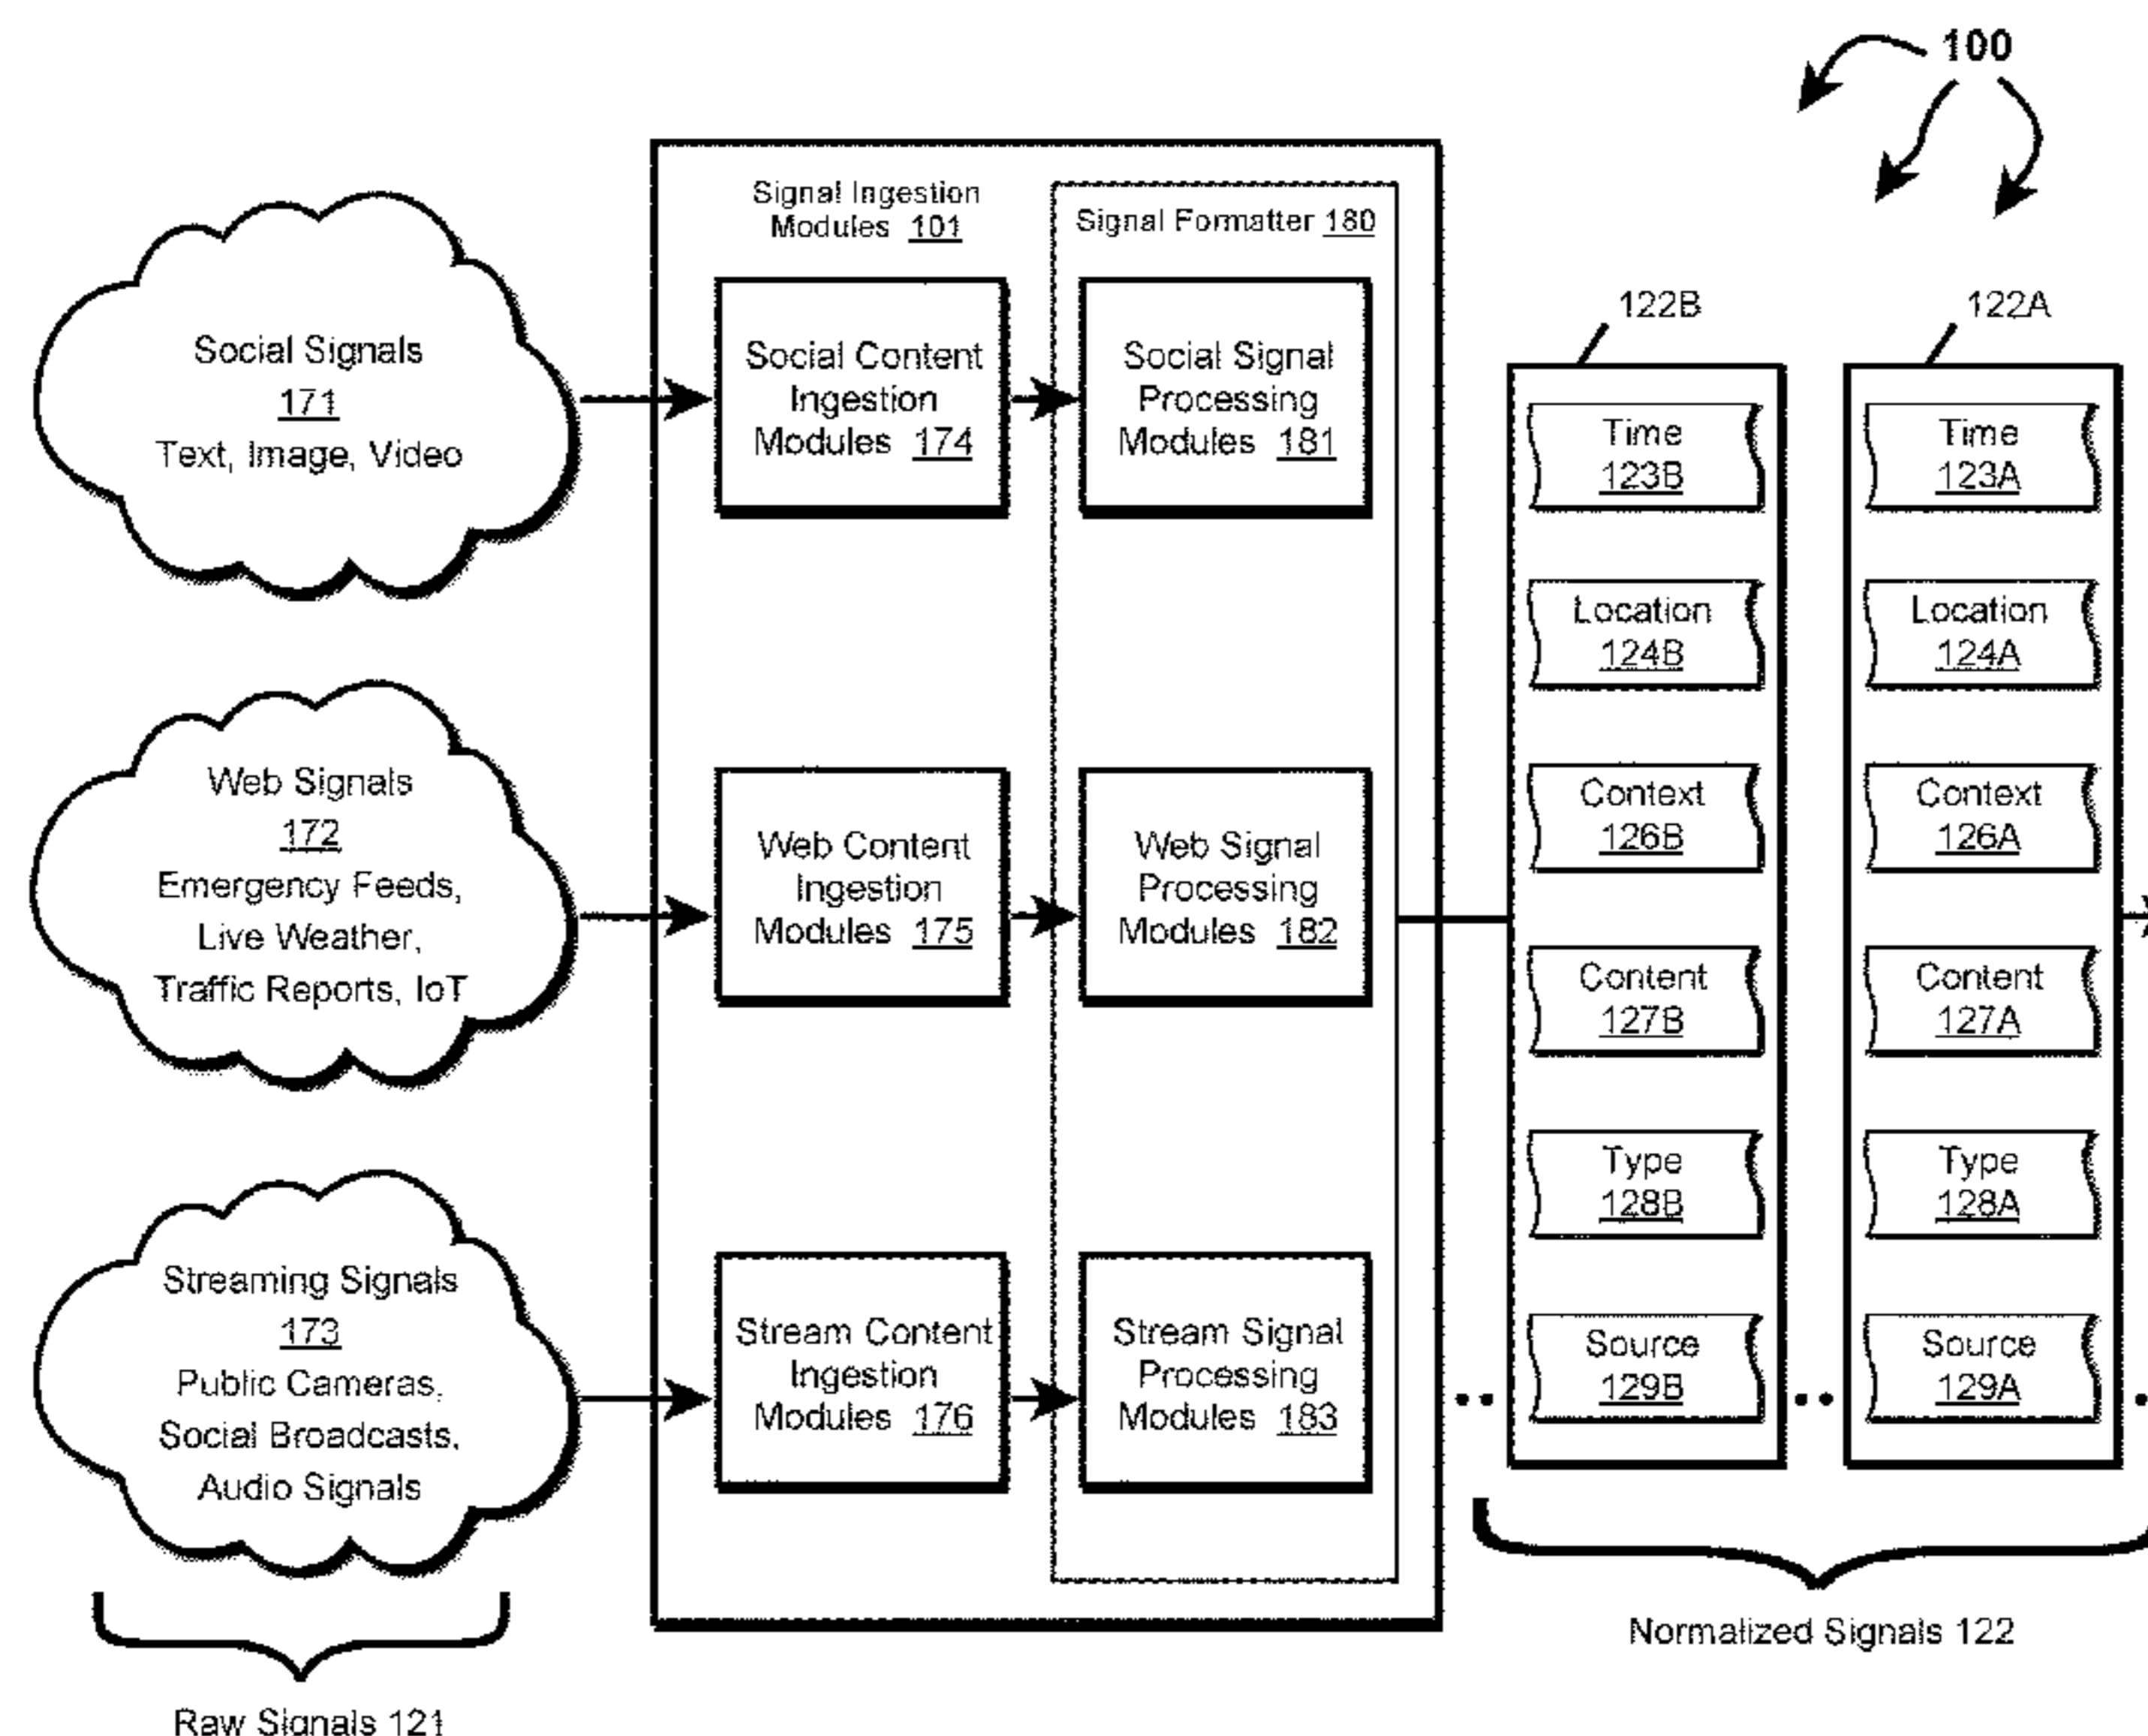 100
Signal Ingestion
Modules 101
Signal Formatter 180
Social Signals
171
Text, Image, Video
Social Content
Ingestion
Modules 174
Social Signal
Processing
Modules 181
Web Signals
172
Emergency Feeds,
Live Weather,
Traffic Reports, IoT
Web Content
Ingestion
Modules 175
Web Signal
Processing
Modules 182
Streaming Signals
173
Public Cameras,
Social Broadcasts,
Audio Signals
Stream Content
Ingestion
Modules 176
Stream Signal
Processing
Modules 183
122B
Time
123B
Location
124B
Context
126B
Content
127B
Type
128B
Source
129B
122A
Time
123A
Location
124A
Context
126A
Content
127A
Type
128A
Source
129A
Raw Signals 121
Normalized Signals 122